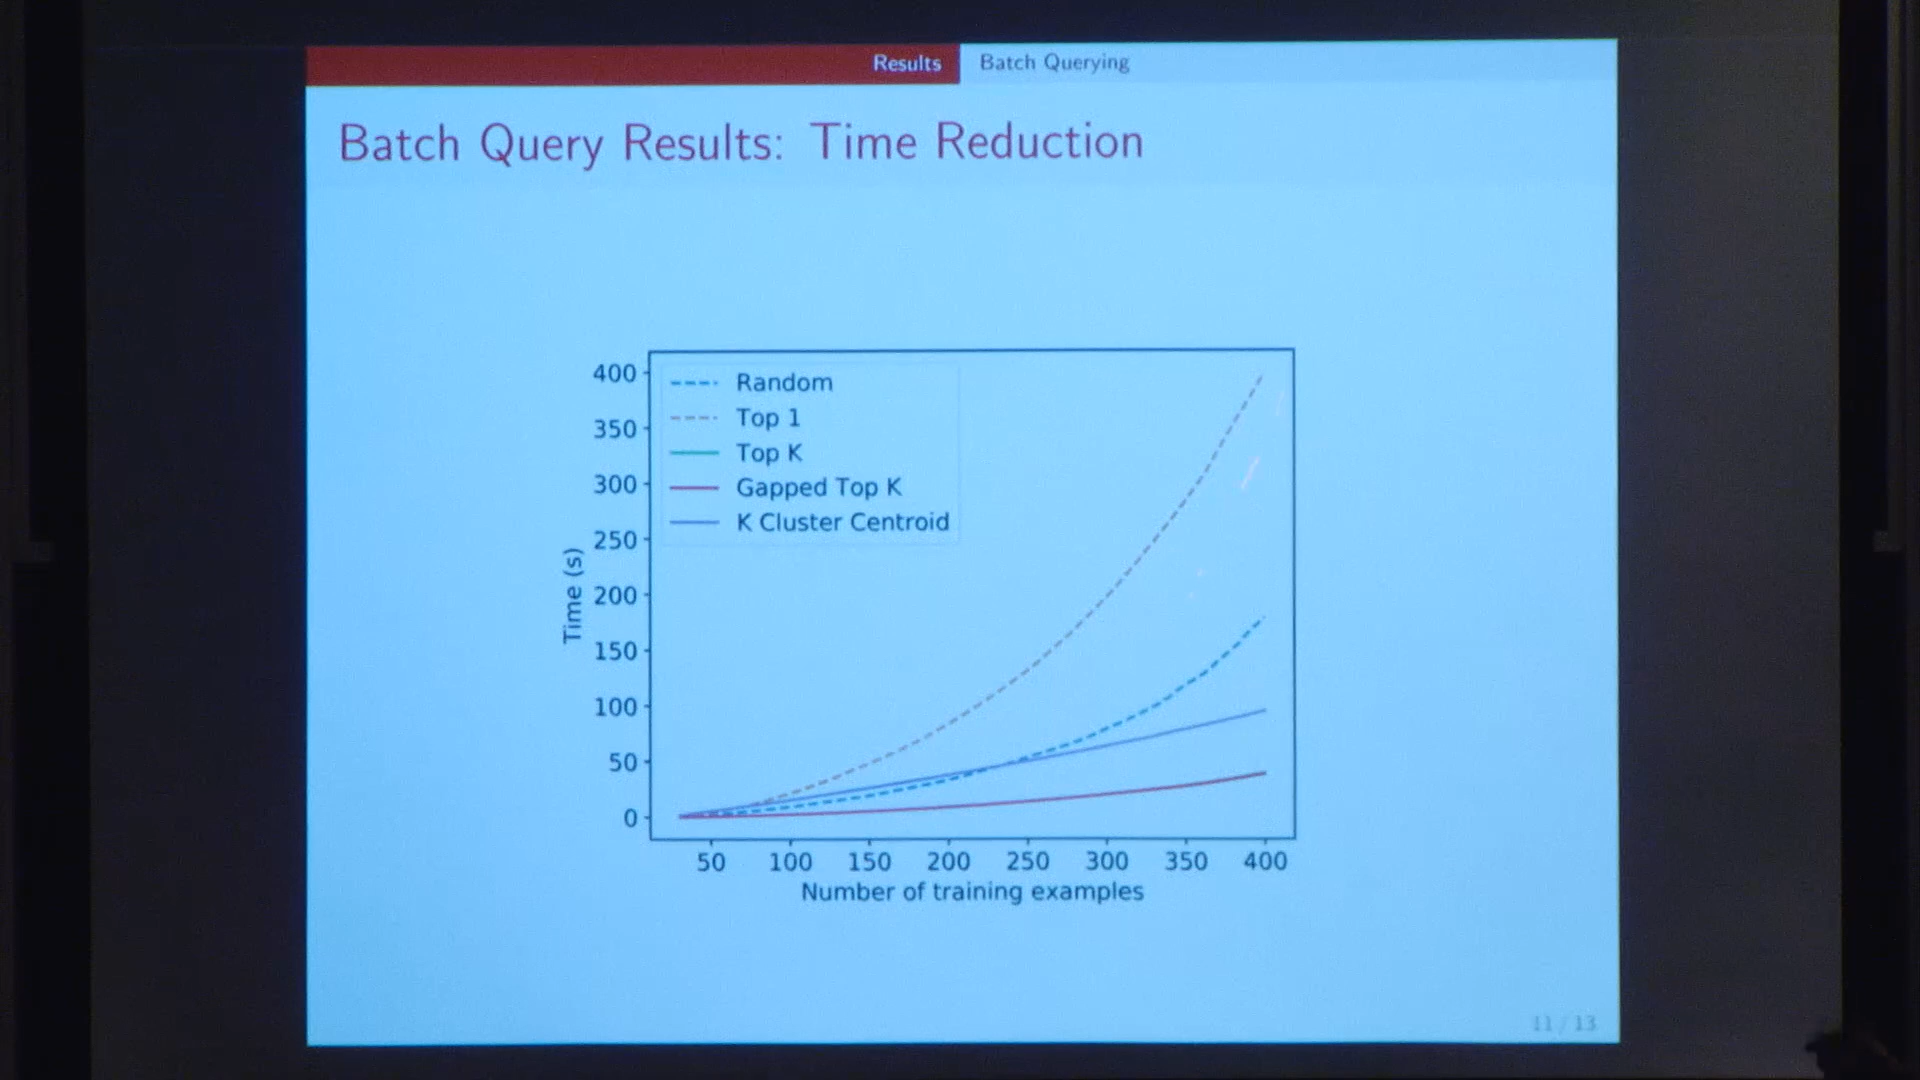 Results Batch Querying
Batch Query Results: Time Reduction
400
350
300
250
200
150
100
50
0
Time (s)
Random
Top 1
Top K
Gapped Top K
K Cluster Centroid
50 100 150 200 250 300 350 400
Number of training examples
11 / 13